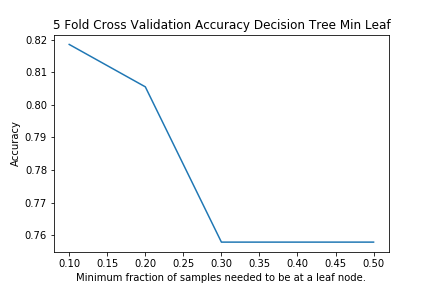 5 Fold Cross Validation Accuracy Decision Tree Min Leaf
0.82
0.81
0.80
0.79
0.78
0.77
0.76
Accuracy
0.10 0.15 0.20 0.25 0.30 0.35 0.40 0.45 0.50
Minimum fraction of samples needed to be at a leaf node.